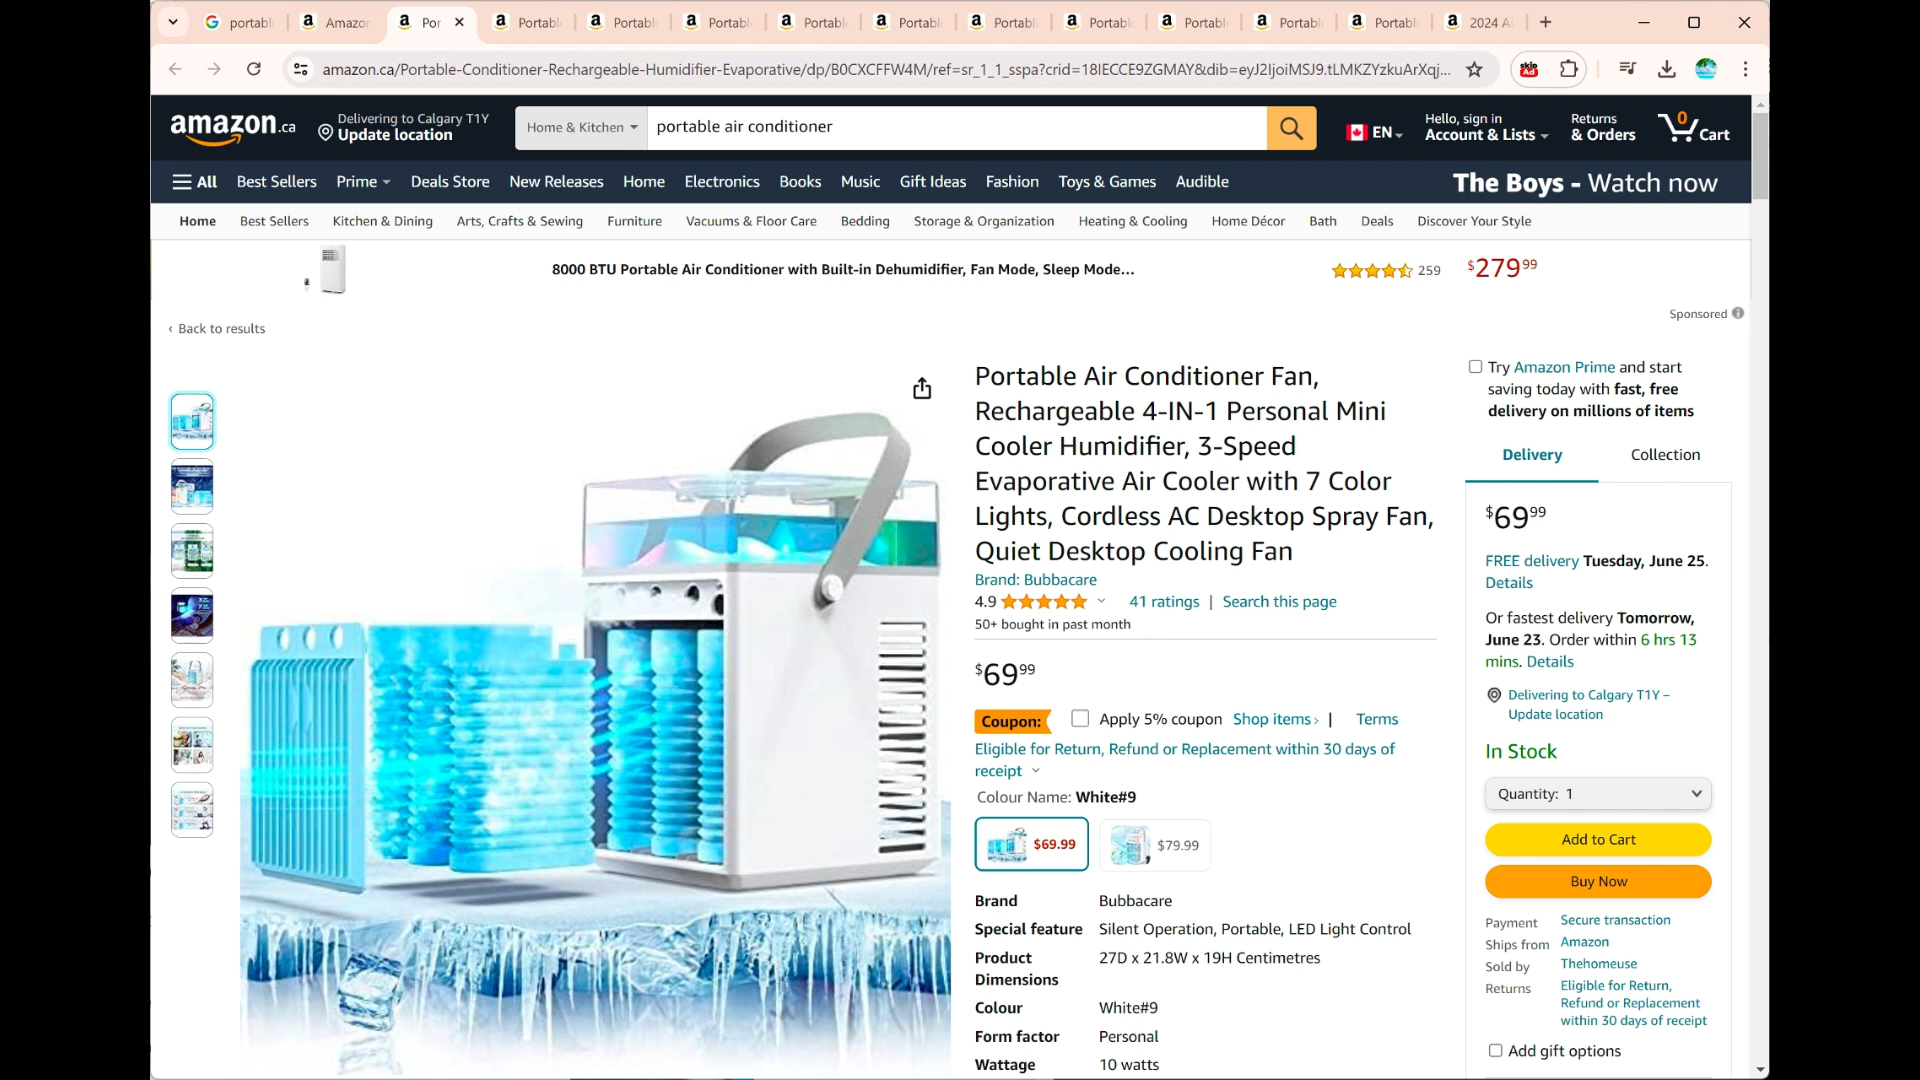 portabl
Amazon
Por
Portabl
Portabl
Portabl
Portabl
Portabl
Portabl
Portabl
Portabl
Portabl
Portabl
2024 A
amazon.ca/Portable-Conditioner-Rechargeable-Humidifier-Evaporative/dp/B0CXCFFW4M/ref=sr_1_1_sspa?crid=18IECCE9ZGMAY&dib=eyJ2IjoiMSJ9.tLMKZYzkuArXqj...
skip Ad
amazon.ca
Delivering to Calgary T1Y
Update location
Home & Kitchen
portable air conditioner
EN
Hello, sign in
Account & Lists
Returns
& Orders
0
Cart
All
Best Sellers
Prime
Deals Store
New Releases
Home
Electronics
Books
Music
Gift Ideas
Fashion
Toys & Games
Audible
The Boys - Watch now
Home
Best Sellers
Kitchen & Dining
Arts, Crafts & Sewing
Furniture
Vacuums & Floor Care
Bedding
Storage & Organization
Heating & Cooling
Home Décor
Bath
Deals
Discover Your Style
8000 BTU Portable Air Conditioner with Built-in Dehumidifier, Fan Mode, Sleep Mode...
259
$279 99
Sponsored
‹ Back to results
Portable Air Conditioner Fan,
Rechargeable 4-IN-1 Personal Mini
Cooler Humidifier, 3-Speed
Evaporative Air Cooler with 7 Color
Lights, Cordless AC Desktop Spray Fan,
Quiet Desktop Cooling Fan
Brand: Bubbacare
4.9
41 ratings | Search this page
50+ bought in past month
$69 99
Coupon:
Apply 5% coupon Shop items › | Terms
Eligible for Return, Refund or Replacement within 30 days of
receipt
Colour Name: White#9
$69.99
$79.99
Brand Bubbacare
Special feature Silent Operation, Portable, LED Light Control
Product Dimensions 27D x 21.8W x 19H Centimetres
Colour White#9
Form factor Personal
Wattage 10 watts
Try Amazon Prime and start
saving today with fast, free
delivery on millions of items
Delivery
Collection
$69 99
FREE delivery Tuesday, June 25.
Details
Or fastest delivery Tomorrow,
June 23. Order within 6 hrs 13
mins. Details
Delivering to Calgary T1Y –
Update location
In Stock
Quantity: 1
Add to Cart
Buy Now
Payment Secure transaction
Ships from Amazon
Sold by Thehomeuse
Returns Eligible for Return,
Refund or Replacement
within 30 days of receipt
Add gift options